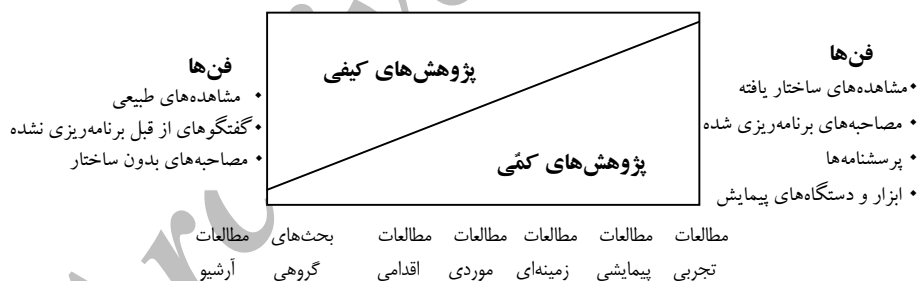 فن‌ها
•مشاهده‌های ساختار یافته
• مصاحبه‌های برنامه‌ریزی شده
• پرسشنامه‌ها
• ابزار و دستگاه‌های پیمایش
پژوهش‌های کیفی
پژوهش‌های کمّی
فن‌ها
• مشاهده‌های طبیعی
•گفتگوهای از قبل برنامه‌ریزی نشده
• مصاحبه‌های بدون ساختار
مطالعات مطالعات مطالعات مطالعات مطالعات بحث‌های مطالعات
تجربی پیمایشی زمینه‌ای موردی اقدامی گروهی آرشیو